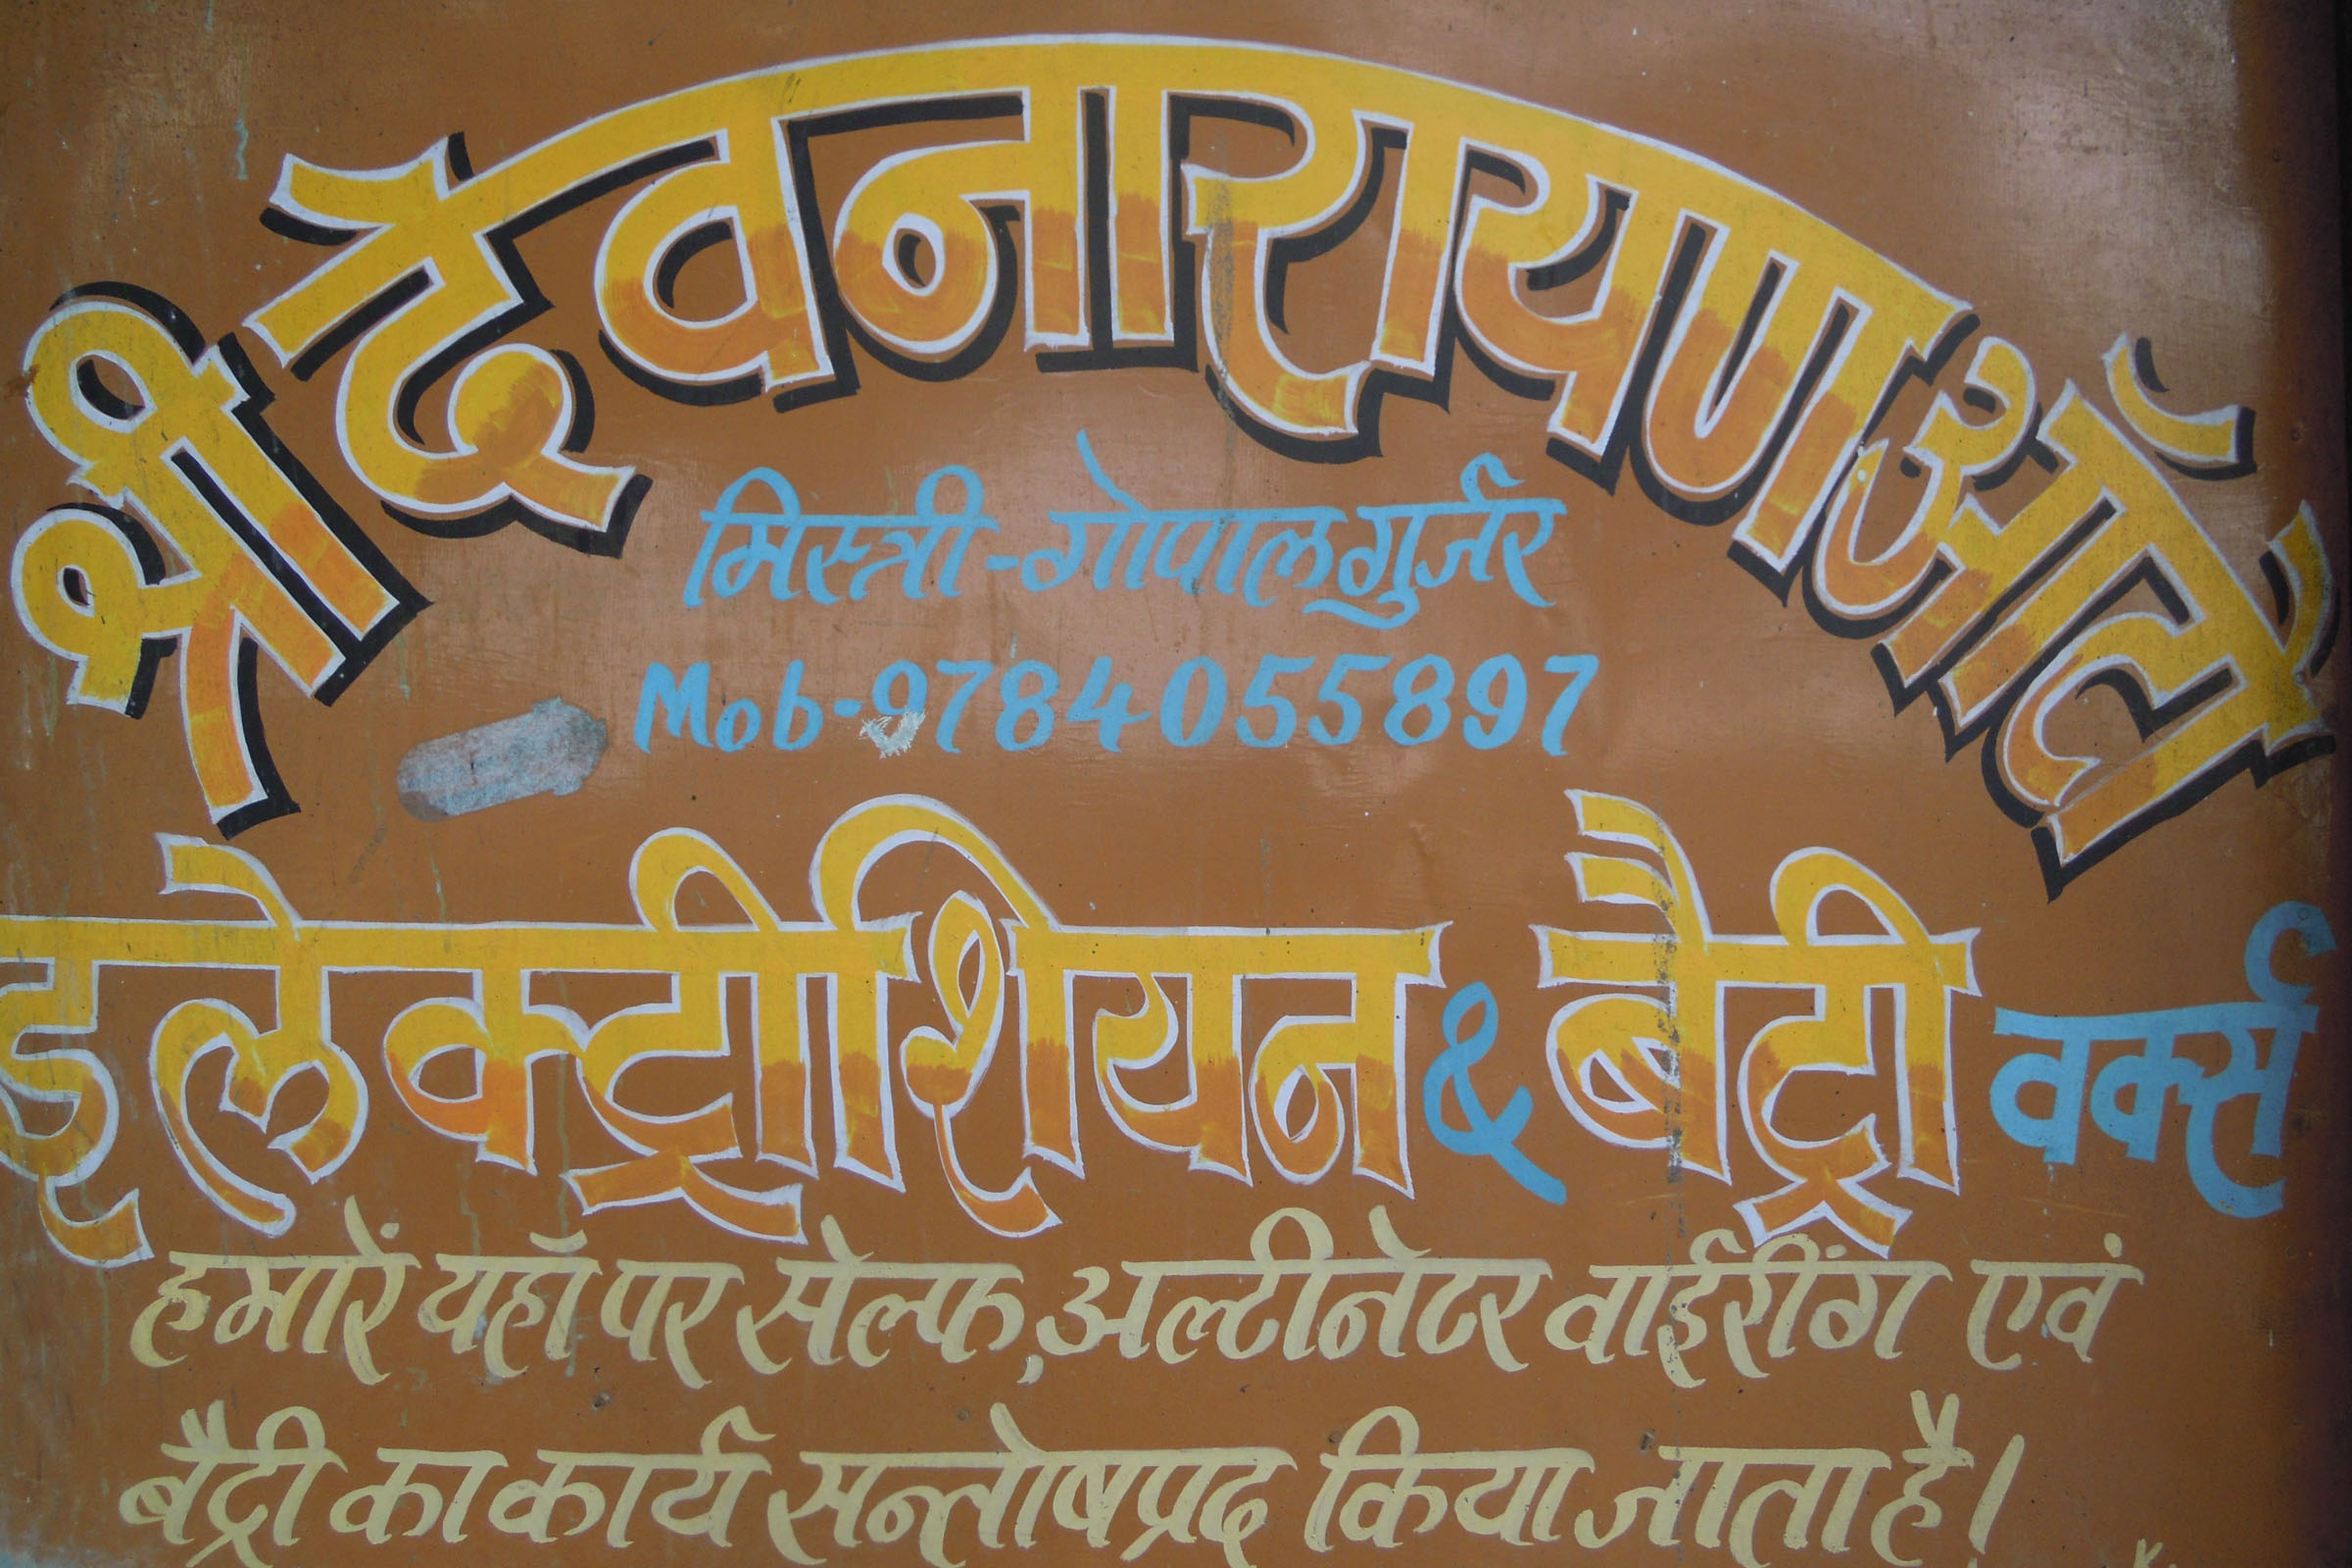 श्री देवनारायण ऑटो
मिस्त्री-गोपाल गुर्जर
Mob-9784055897
इलेक्ट्रीशियन & बैट्री वर्क्स
हमारें यहाँ पर सेल्फ,अल्टीनेटर वाईरींग एवं
बैट्री का कार्य सन्तोषप्रद किया जाता है।